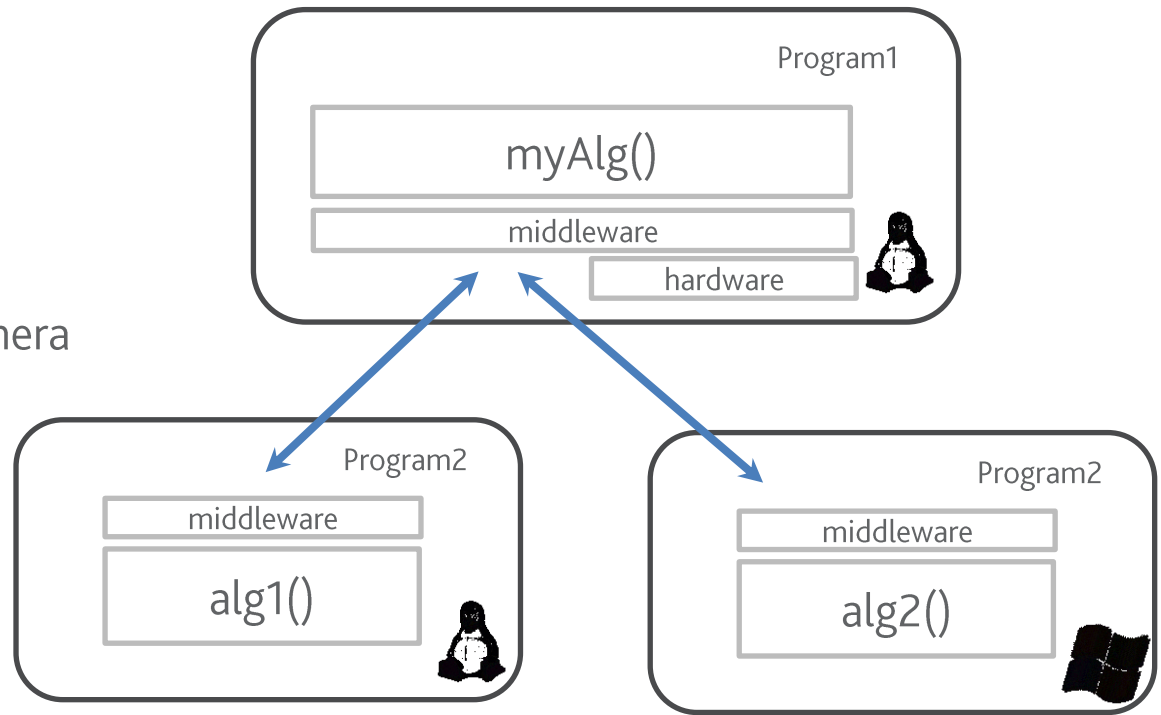 Program1
myAlg()
middleware
hardware
Program2
middleware
alg1()
Program2
middleware
alg2()